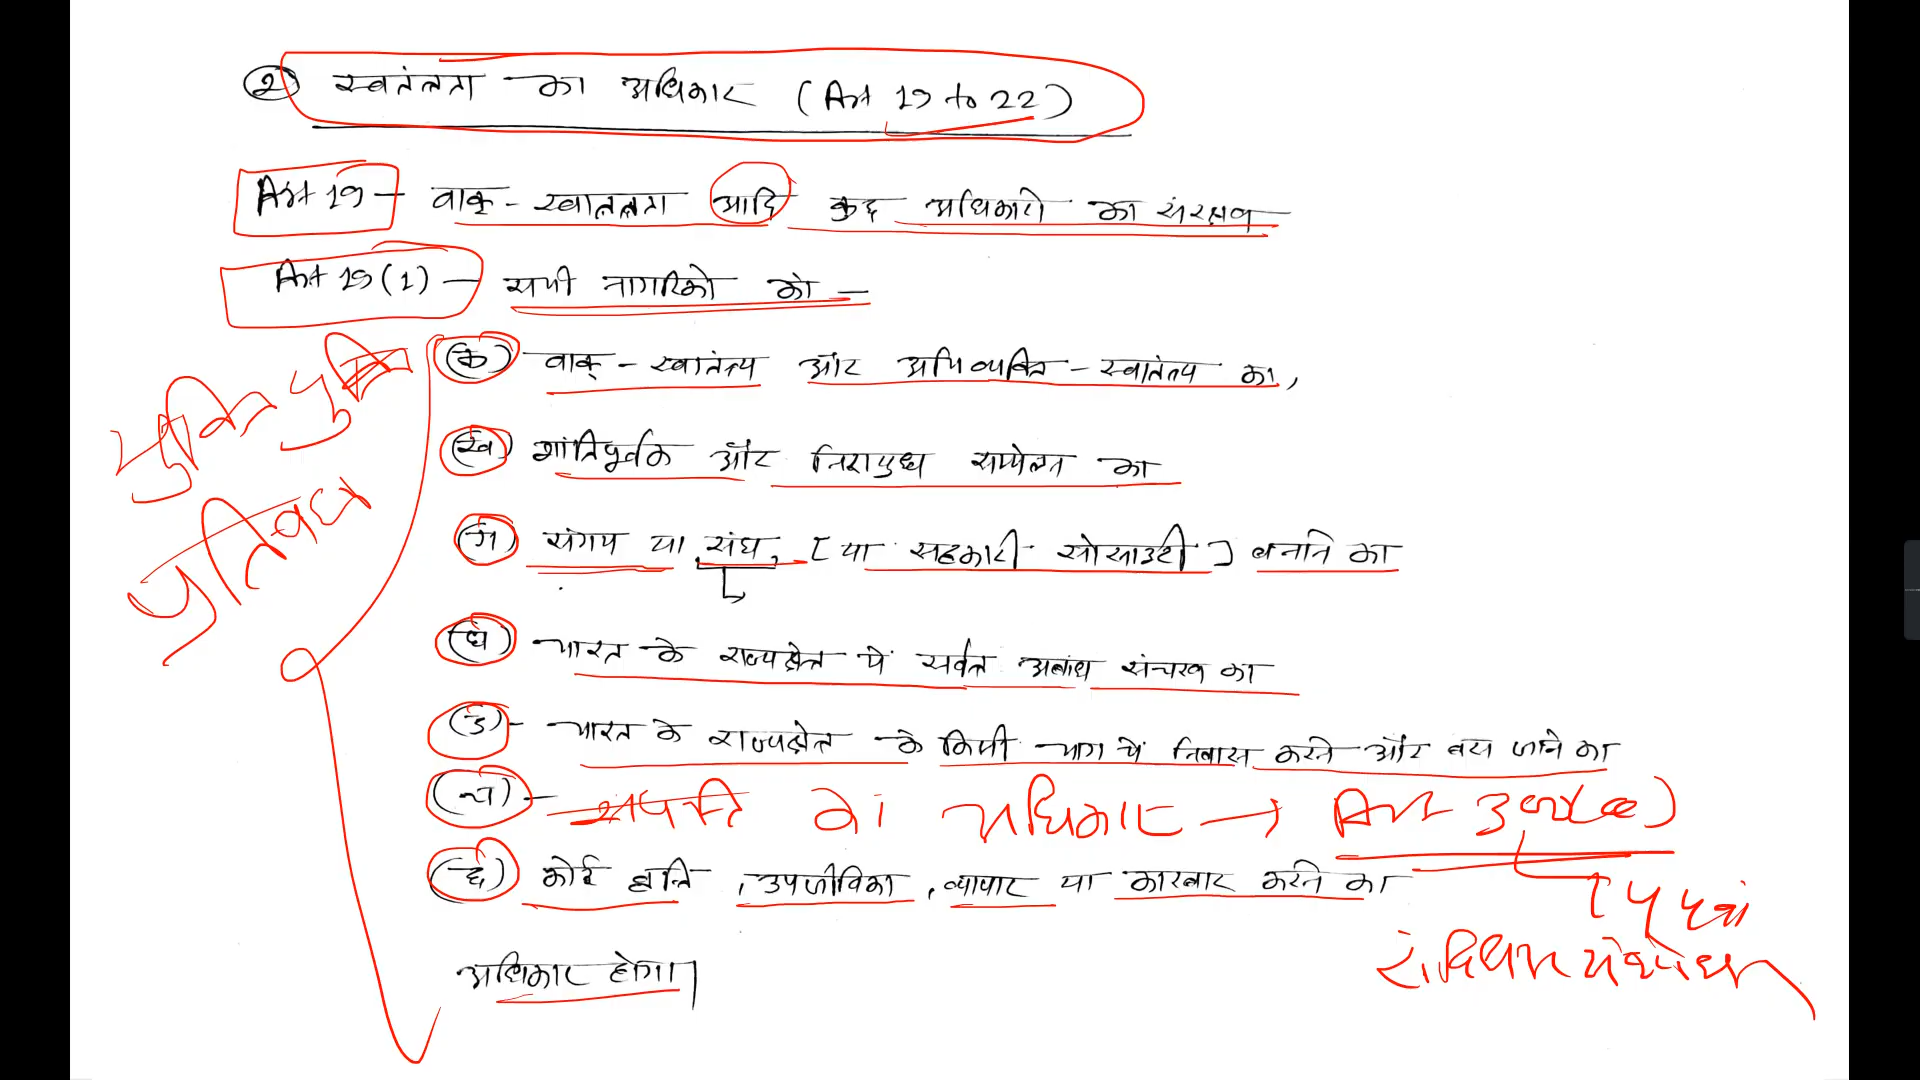 (2) स्वतंत्रता का अधिकार (Art 19 to 22)
Art 19 - वाक् - स्वातंत्रता आदि कुछ अधिकारो का संरक्षण
Art 19 (1) - सभी नागरिको को -
(क) - वाक् - स्वातंत्र्य और अभिव्यक्ति - स्वातंत्र्य का,
युक्ति युक्त
(ख) शांतिपूर्वक और निरायुध सम्मेलन का
प्रतिबंध
(ग) संगम या संघ, [या सहकारी - सोसाइटी] बनाने का
(घ) भारत के राज्यक्षेत्र में सर्वत्र अबाध संचरण का
(ङ) - भारत के राज्यक्षेत्र के किसी भाग में निवास करने और बस जाने का
(च) - संपत्ति का अधिकार → Art 300(a)
(छ) कोई वृत्ति, उपजीविका, व्यापार या कारबार करने का
संविधान संशोधन
अधिकार होगा।